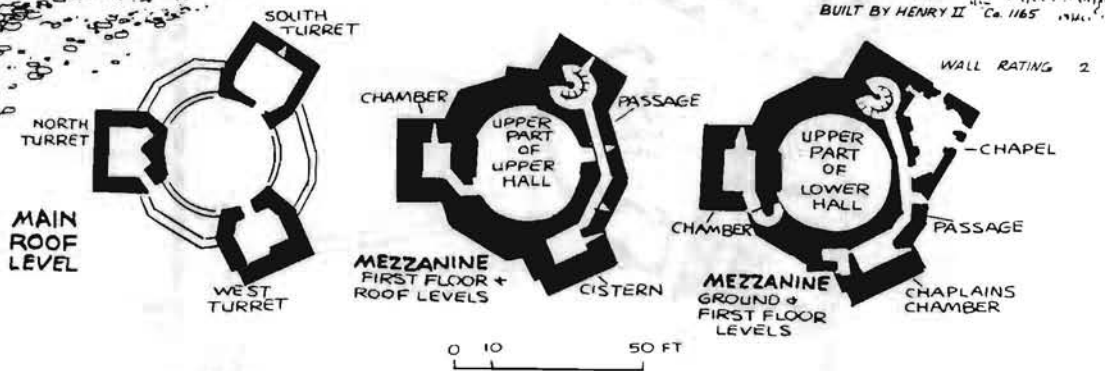 BUILT BY HENRY II Ca. 1165
WALL RATING 2
SOUTH
TURRET
NORTH
TURRET
WEST
TURRET
MAIN
ROOF
LEVEL
CHAMBER
UPPER
PART
OF
UPPER
HALL
PASSAGE
CISTERN
MEZZANINE
FIRST FLOOR +
ROOF LEVELS
UPPER
PART
OF
LOWER
HALL
CHAPEL
CHAMBER
PASSAGE
CHAPLAINS
CHAMBER
MEZZANINE
GROUND +
FIRST FLOOR
LEVELS
0 10 50 FT